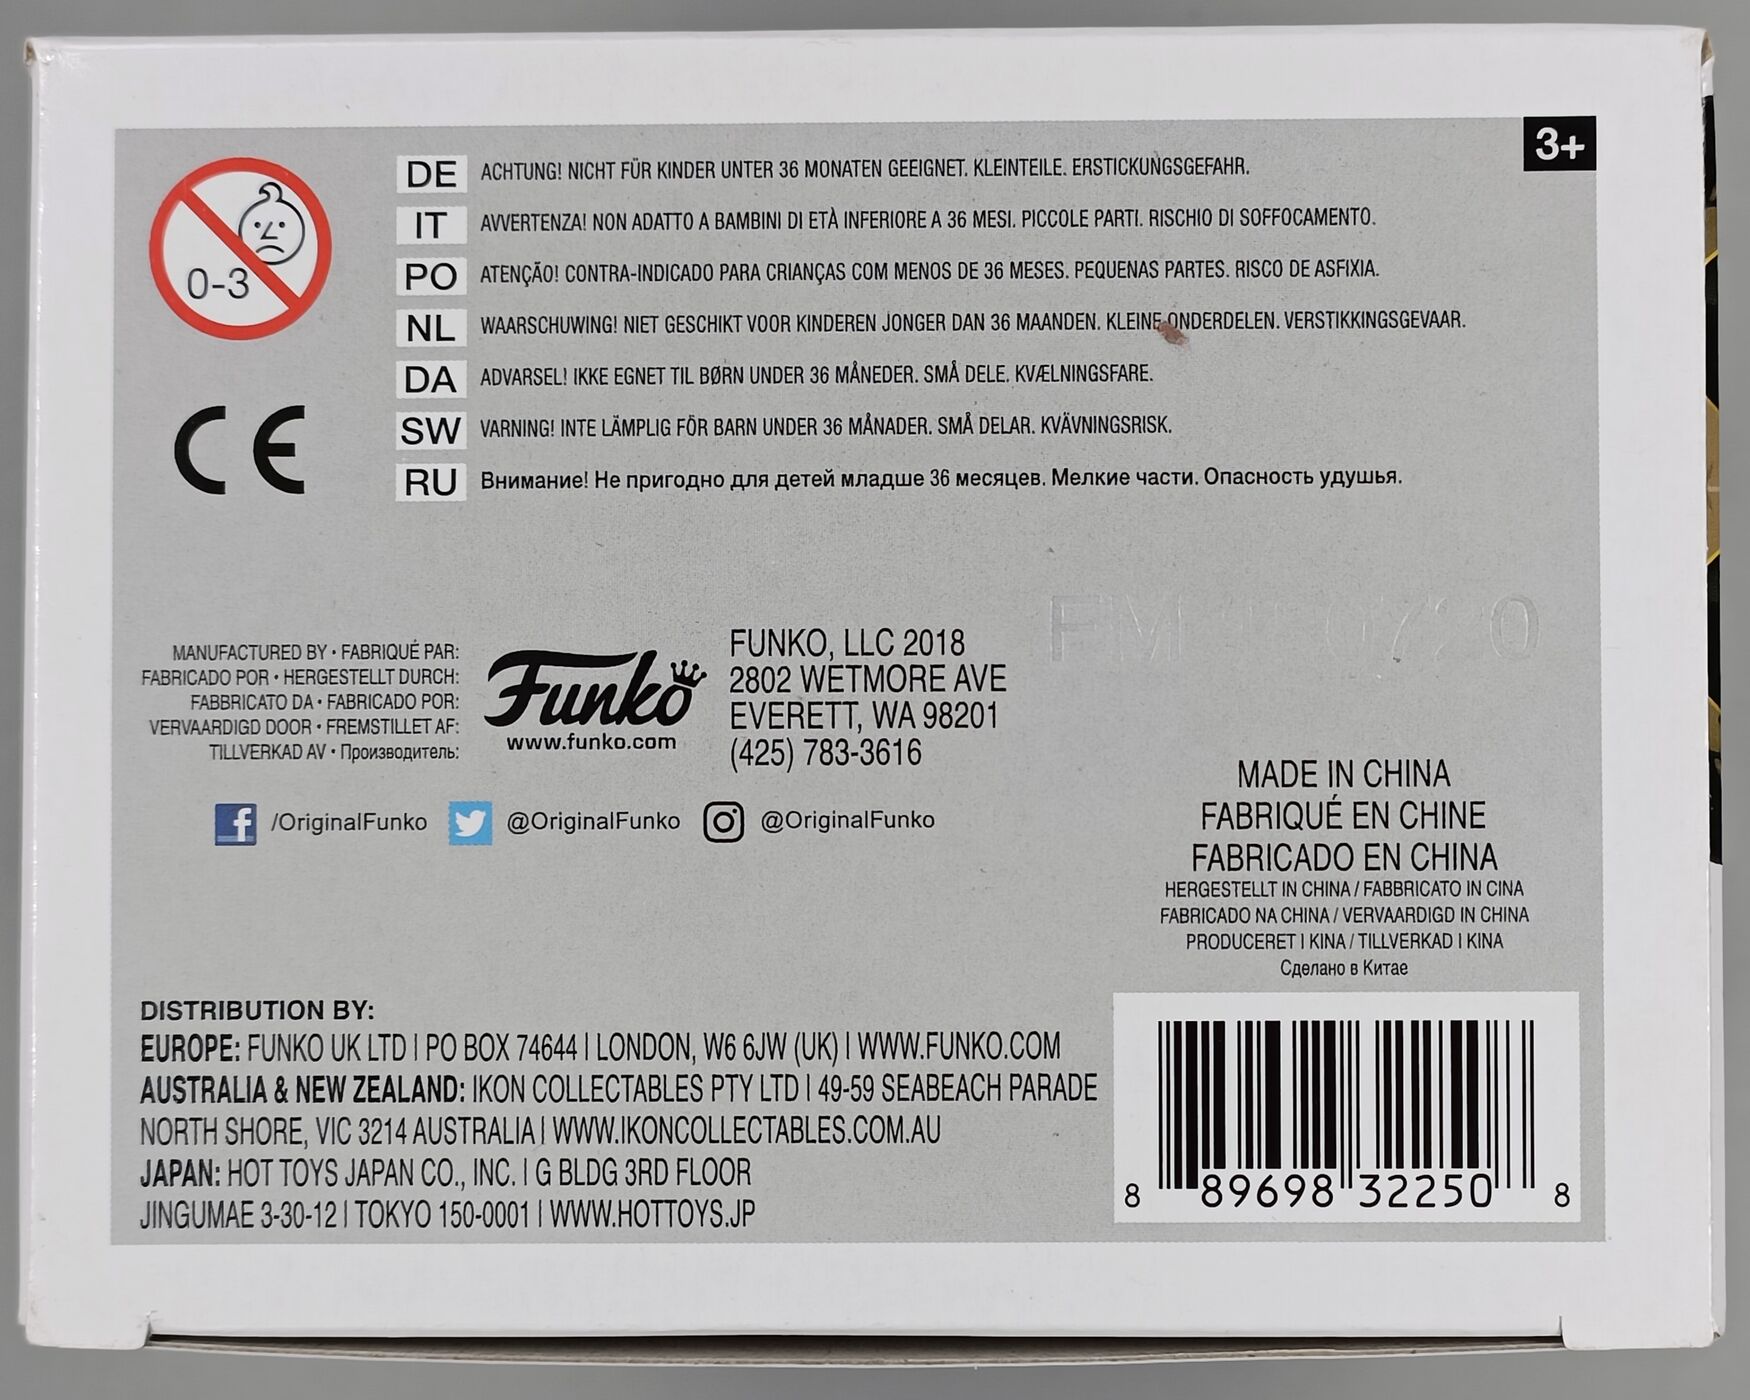 3+
0-3
DE ACHTUNG! NICHT FÜR KINDER UNTER 36 MONATEN GEEIGNET. KLEINTEILE. ERSTICKUNGSGEFAHR.
IT AVVERTENZA! NON ADATTO A BAMBINI DI ETÀ INFERIORE A 36 MESI. PICCOLE PARTI. RISCHIO DI SOFFOCAMENTO.
PO ATENÇÃO! CONTRA-INDICADO PARA CRIANÇAS COM MENOS DE 36 MESES. PEQUENAS PARTES. RISCO DE ASFIXIA.
NL WAARSCHUWING! NIET GESCHIKT VOOR KINDEREN JONGER DAN 36 MAANDEN. KLEINE ONDERDELEN. VERSTIKKINGSGEVAAR.
DA ADVARSEL! IKKE EGNET TIL BØRN UNDER 36 MÅNEDER. SMÅ DELE. KVÆLNINGSFARE.
SW VARNING! INTE LÄMPLIG FÖR BARN UNDER 36 MÅNADER. SMÅ DELAR. KVÄVNINGSRISK.
RU Внимание! Не пригодно для детей младше 36 месяцев. Мелкие части. Опасность удушья.
CE
MANUFACTURED BY • FABRIQUÉ PAR:
FABRICADO POR • HERGESTELLT DURCH:
FABBRICATO DA • FABRICADO POR:
VERVAARDIGD DOOR • FREMSTILLET AF:
TILLVERKAD AV • Производитель:
Funko
www.funko.com
FUNKO, LLC 2018
2802 WETMORE AVE
EVERETT, WA 98201
(425) 783-3616
/OriginalFunko @OriginalFunko @OriginalFunko
MADE IN CHINA
FABRIQUÉ EN CHINE
FABRICADO EN CHINA
HERGESTELLT IN CHINA / FABBRICATO IN CINA
FABRICADO NA CHINA / VERVAARDIGD IN CHINA
PRODUCERET I KINA / TILLVERKAD I KINA
Сделано в Китае
DISTRIBUTION BY:
EUROPE: FUNKO UK LTD | PO BOX 74644 | LONDON, W6 6JW (UK) | WWW.FUNKO.COM
AUSTRALIA & NEW ZEALAND: IKON COLLECTABLES PTY LTD | 49-59 SEABEACH PARADE
NORTH SHORE, VIC 3214 AUSTRALIA | WWW.IKONCOLLECTABLES.COM.AU
JAPAN: HOT TOYS JAPAN CO., INC. | G BLDG 3RD FLOOR
JINGUMAE 3-30-12 | TOKYO 150-0001 | WWW.HOTTOYS.JP
8 89698 32250 8